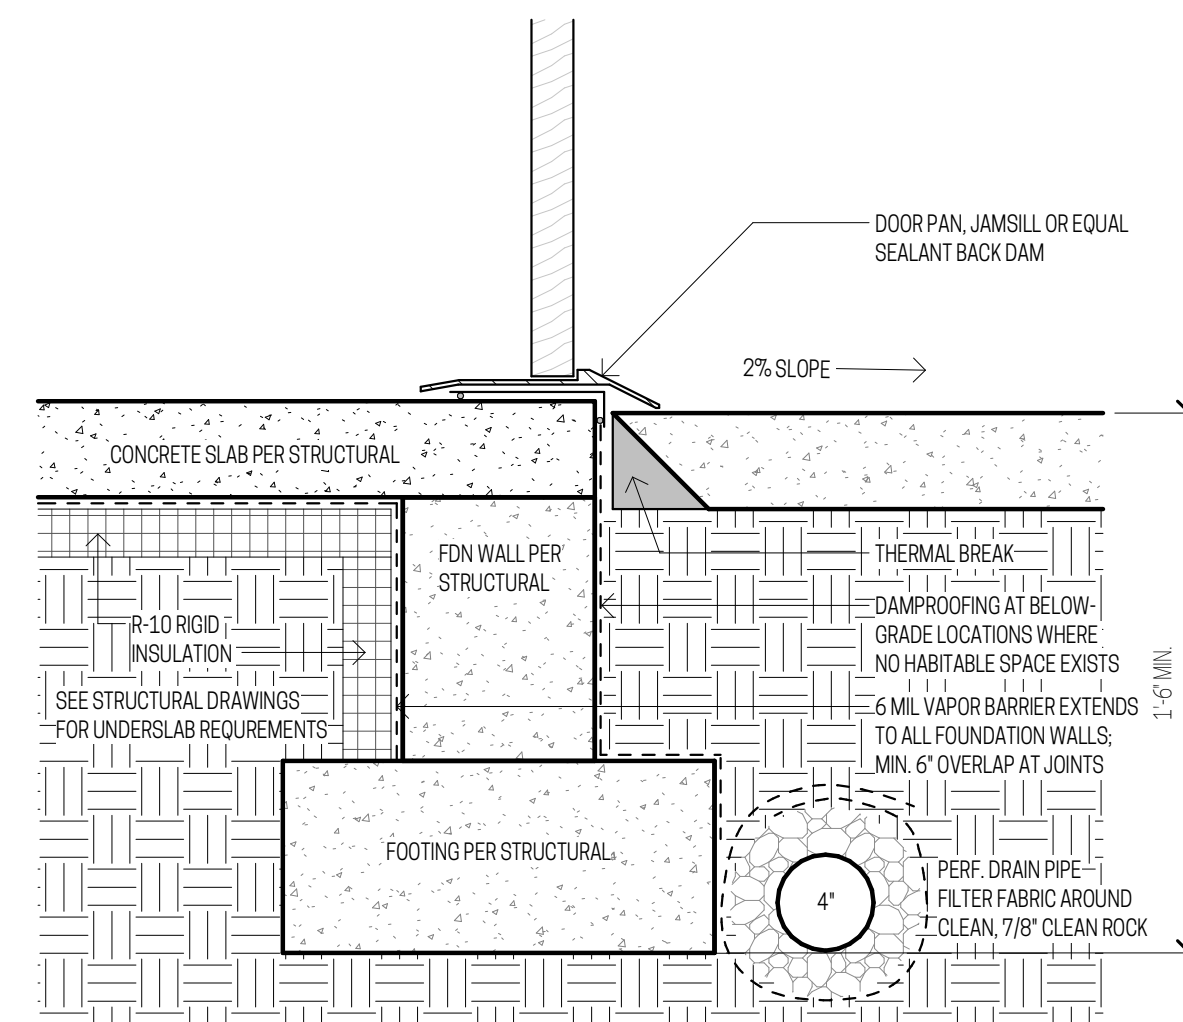 DOOR PAN, JAMSILL OR EQUAL
SEALANT BACK DAM
2% SLOPE
CONCRETE SLAB PER STRUCTURAL
FDN WALL PER
STRUCTURAL
THERMAL BREAK
DAMPROOFING AT BELOW-
GRADE LOCATIONS WHERE
NO HABITABLE SPACE EXISTS
R-10 RIGID
INSULATION
SEE STRUCTURAL DRAWINGS
FOR UNDERSLAB REQUREMENTS
6 MIL VAPOR BARRIER EXTENDS
TO ALL FOUNDATION WALLS;
MIN. 6" OVERLAP AT JOINTS
1'-6" MIN.
FOOTING PER STRUCTURAL
4"
PERF. DRAIN PIPE
FILTER FABRIC AROUND
CLEAN, 7/8" CLEAN ROCK